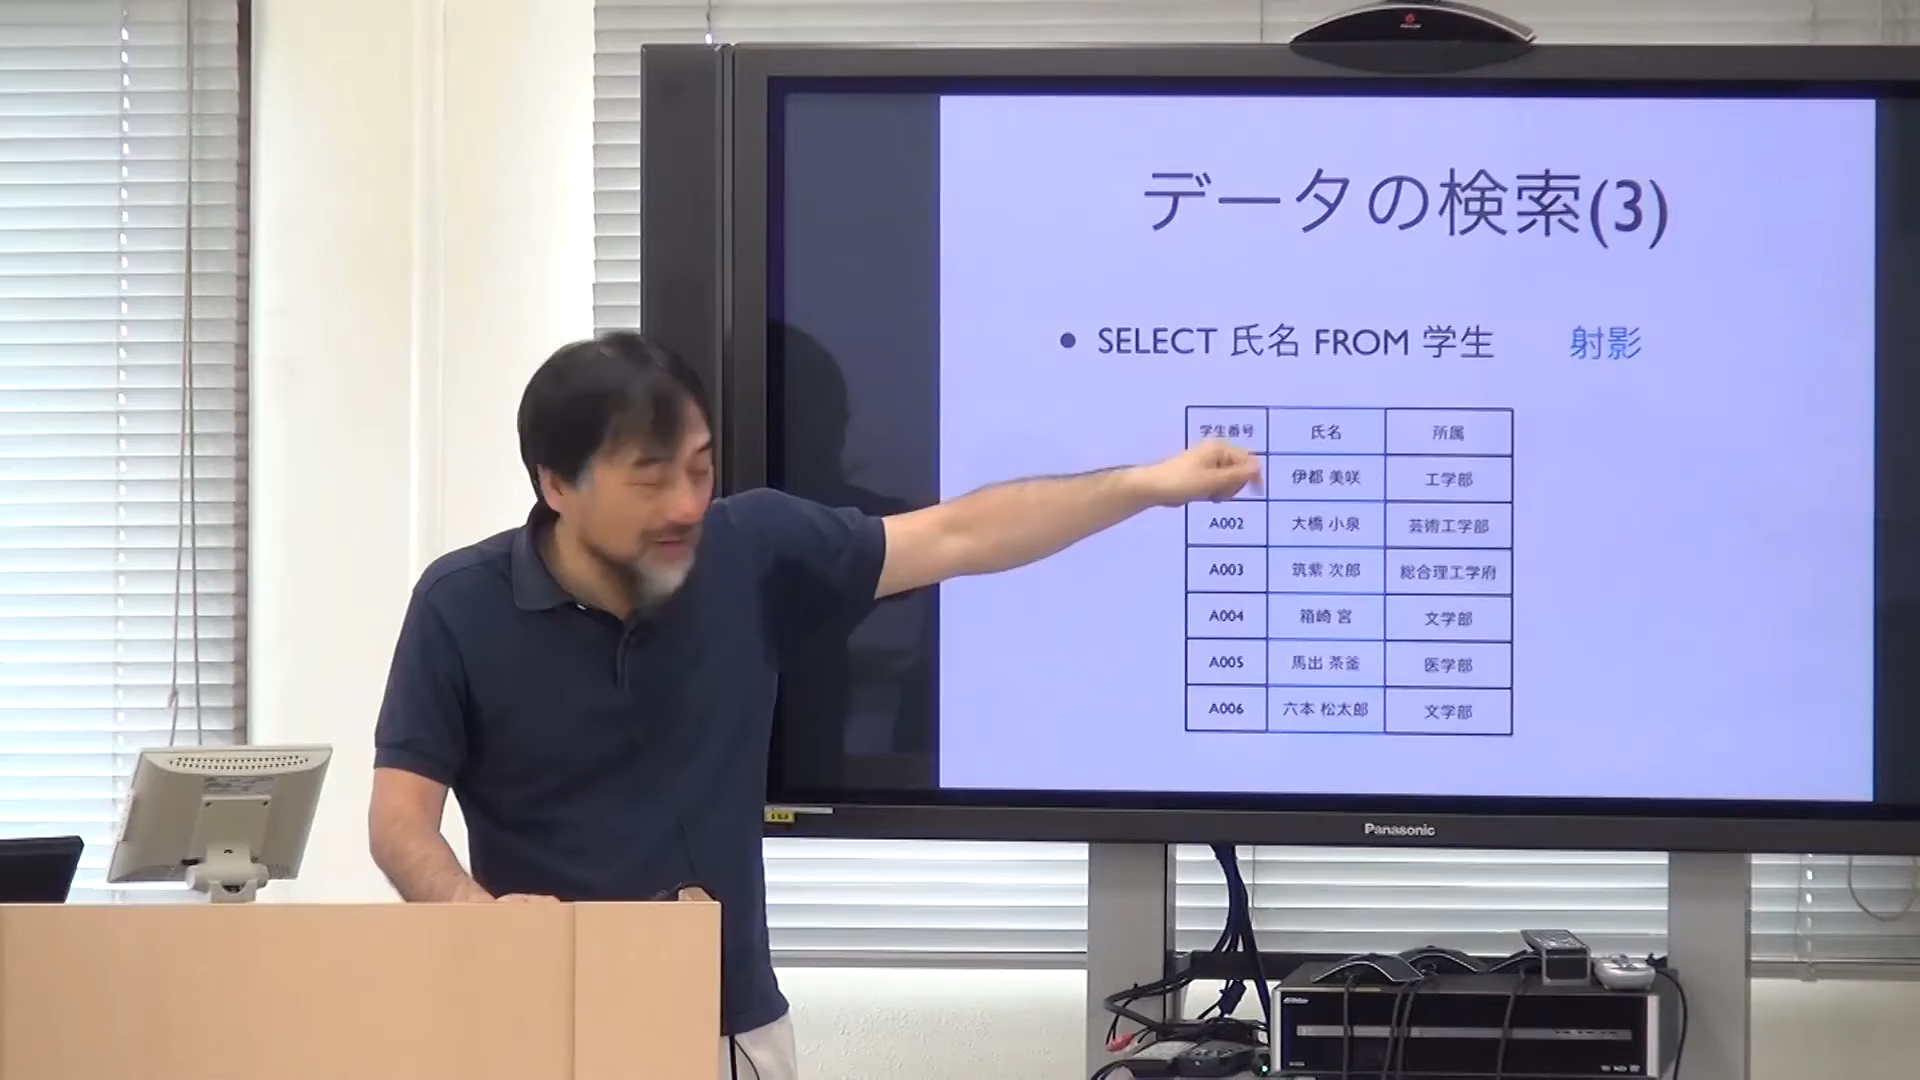 データの検索(3)
• SELECT 氏名 FROM 学生 射影
学生番号 氏名 所属
伊都 美咲 工学部
A002 大橋 小泉 芸術工学部
A003 筑紫 次郎 総合理工学府
A004 箱崎 宮 文学部
A005 馬出 茶釜 医学部
A006 六本 松太郎 文学部
Panasonic